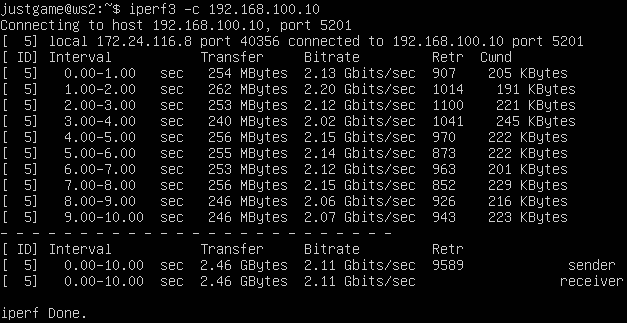 justgame@ws2:~$ iperf3 -c 192.168.100.10
Connecting to host 192.168.100.10, port 5201
[  5] local 172.24.116.8 port 40356 connected to 192.168.100.10 port 5201
[ ID] Interval           Transfer     Bitrate         Retr  Cwnd
[  5]   0.00-1.00   sec   254 MBytes  2.13 Gbits/sec  907    205 KBytes
[  5]   1.00-2.00   sec   262 MBytes  2.20 Gbits/sec  1014    191 KBytes
[  5]   2.00-3.00   sec   253 MBytes  2.12 Gbits/sec  1100    221 KBytes
[  5]   3.00-4.00   sec   240 MBytes  2.02 Gbits/sec  1041    245 KBytes
[  5]   4.00-5.00   sec   256 MBytes  2.15 Gbits/sec  970    222 KBytes
[  5]   5.00-6.00   sec   255 MBytes  2.14 Gbits/sec  873    222 KBytes
[  5]   6.00-7.00   sec   253 MBytes  2.12 Gbits/sec  963    201 KBytes
[  5]   7.00-8.00   sec   256 MBytes  2.15 Gbits/sec  852    229 KBytes
[  5]   8.00-9.00   sec   246 MBytes  2.06 Gbits/sec  926    216 KBytes
[  5]   9.00-10.00  sec   246 MBytes  2.07 Gbits/sec  943    223 KBytes
- - - - - - - - - - - - - - - - - - - - - - - - -
[ ID] Interval           Transfer     Bitrate         Retr
[  5]   0.00-10.00  sec  2.46 GBytes  2.11 Gbits/sec  9589             sender
[  5]   0.00-10.00  sec  2.46 GBytes  2.11 Gbits/sec                  receiver
iperf Done.